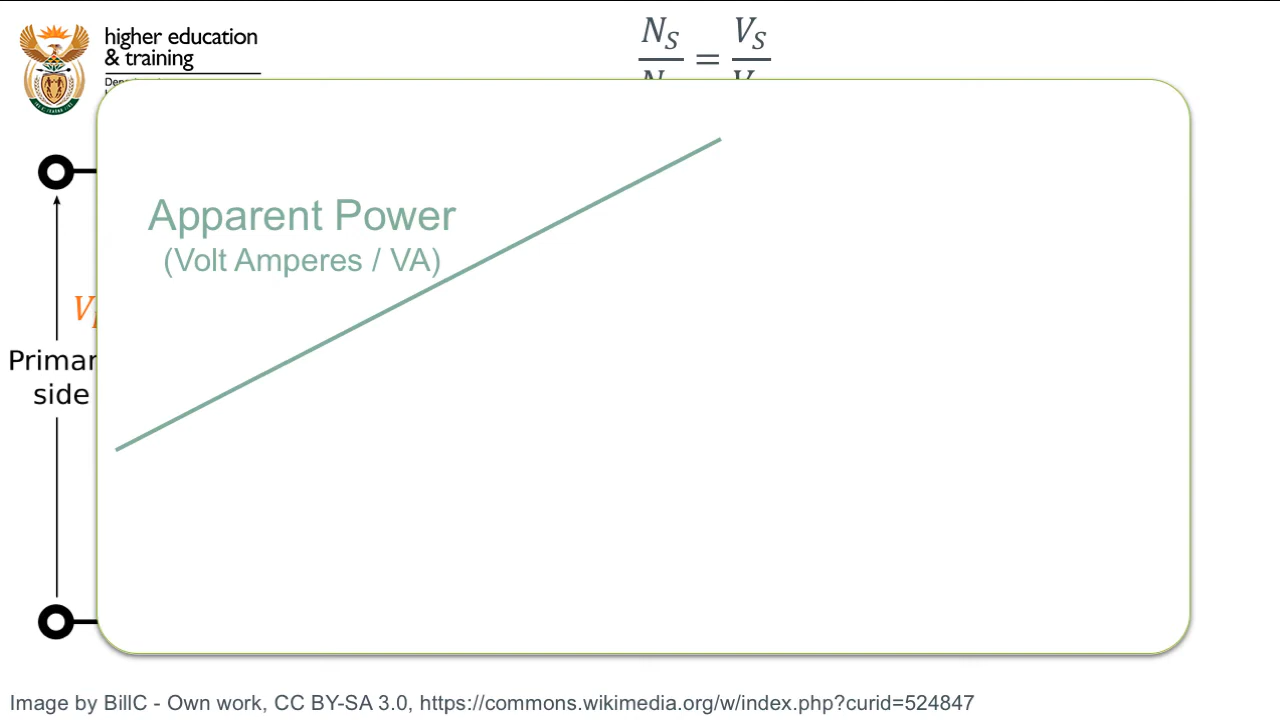 higher education
& training
N_S / N = V_S / V
Apparent Power
(Volt Amperes / VA)
V
Primar
side
Image by BillC - Own work, CC BY-SA 3.0, https://commons.wikimedia.org/w/index.php?curid=524847